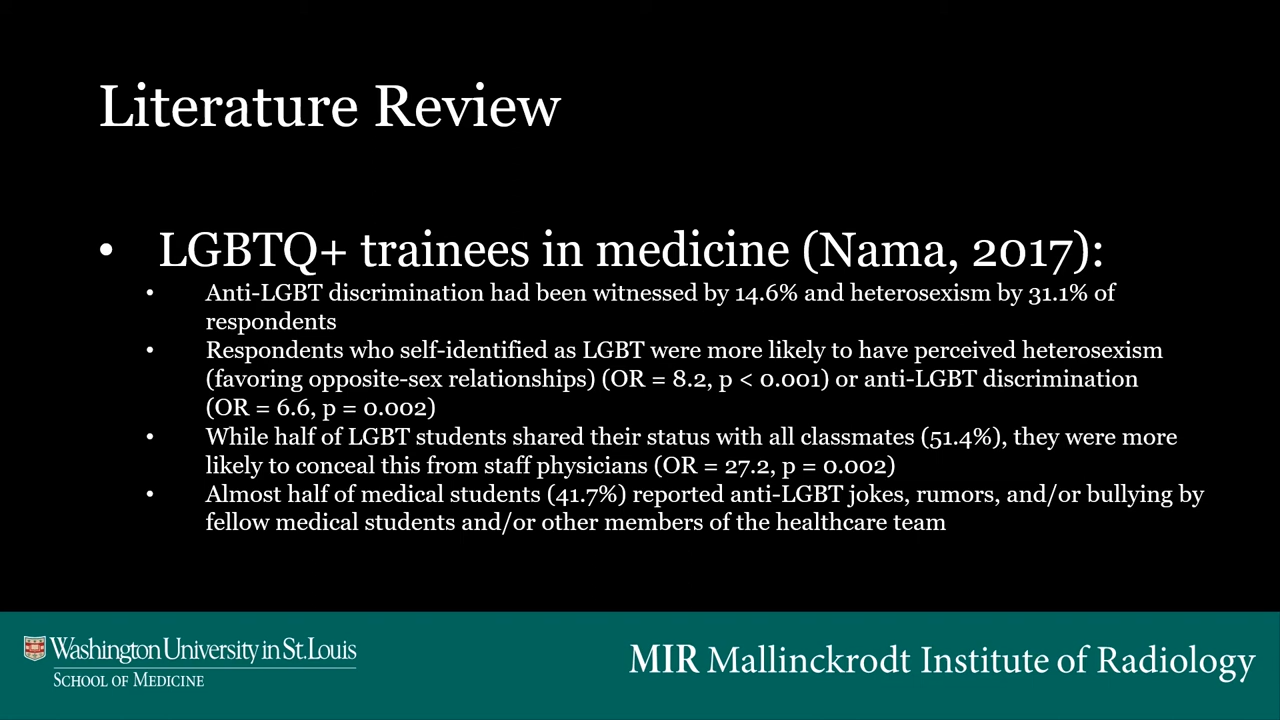 Literature Review
• LGBTQ+ trainees in medicine (Nama, 2017):
• Anti-LGBT discrimination had been witnessed by 14.6% and heterosexism by 31.1% of
respondents
• Respondents who self-identified as LGBT were more likely to have perceived heterosexism
(favoring opposite-sex relationships) (OR = 8.2, p < 0.001) or anti-LGBT discrimination
(OR = 6.6, p = 0.002)
• While half of LGBT students shared their status with all classmates (51.4%), they were more
likely to conceal this from staff physicians (OR = 27.2, p = 0.002)
• Almost half of medical students (41.7%) reported anti-LGBT jokes, rumors, and/or bullying by
fellow medical students and/or other members of the healthcare team
Washington University in St. Louis
SCHOOL OF MEDICINE
MIR Mallinckrodt Institute of Radiology